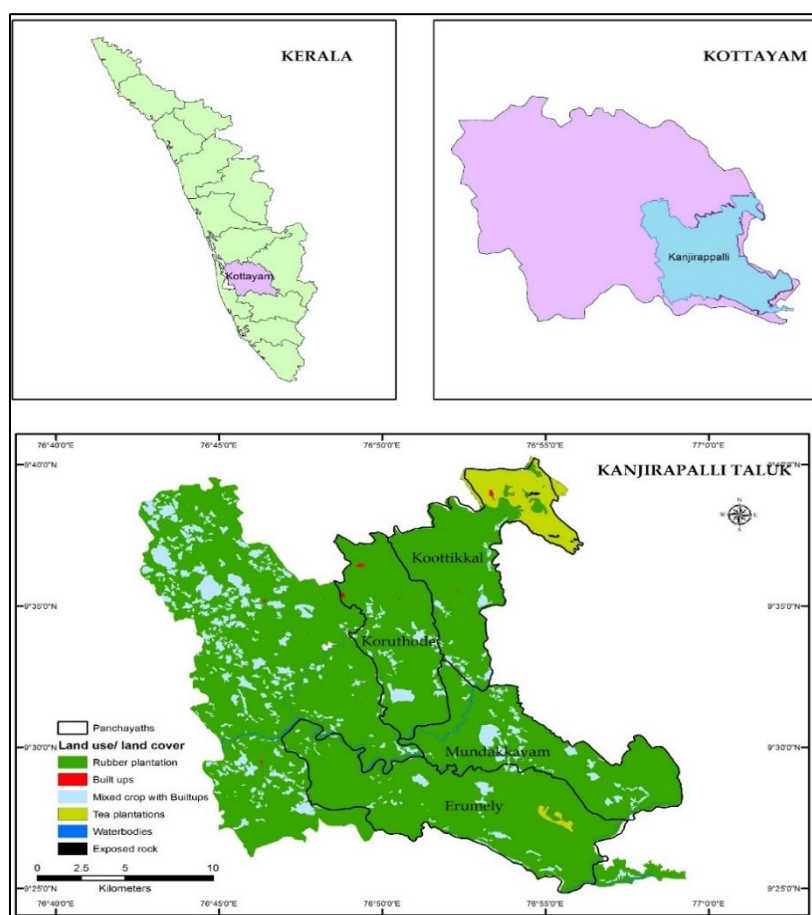 KERALA
Kottayam
KOTTAYAM
Kanjirappalli
76°40'0"E 76°45'0"E 76°50'0"E 76°55'0"E 77°0'0"E
9°40'0"N 9°40'0"N
KANJIRAPALLI TALUK
N
W E
S
Koottikkal
9°35'0"N 9°35'0"N
Koruthode
Panchayaths
Land use/ land cover
Rubber plantation
Built ups
Mixed crop with Builtups
Tea plantations
Waterbodies
Exposed rock
9°30'0"N 9°30'0"N
Mundakkayam
Erumely
0 2.5 5 10
Kilometers
9°25'0"N 9°25'0"N
76°40'0"E 76°45'0"E 76°50'0"E 76°55'0"E 77°0'0"E